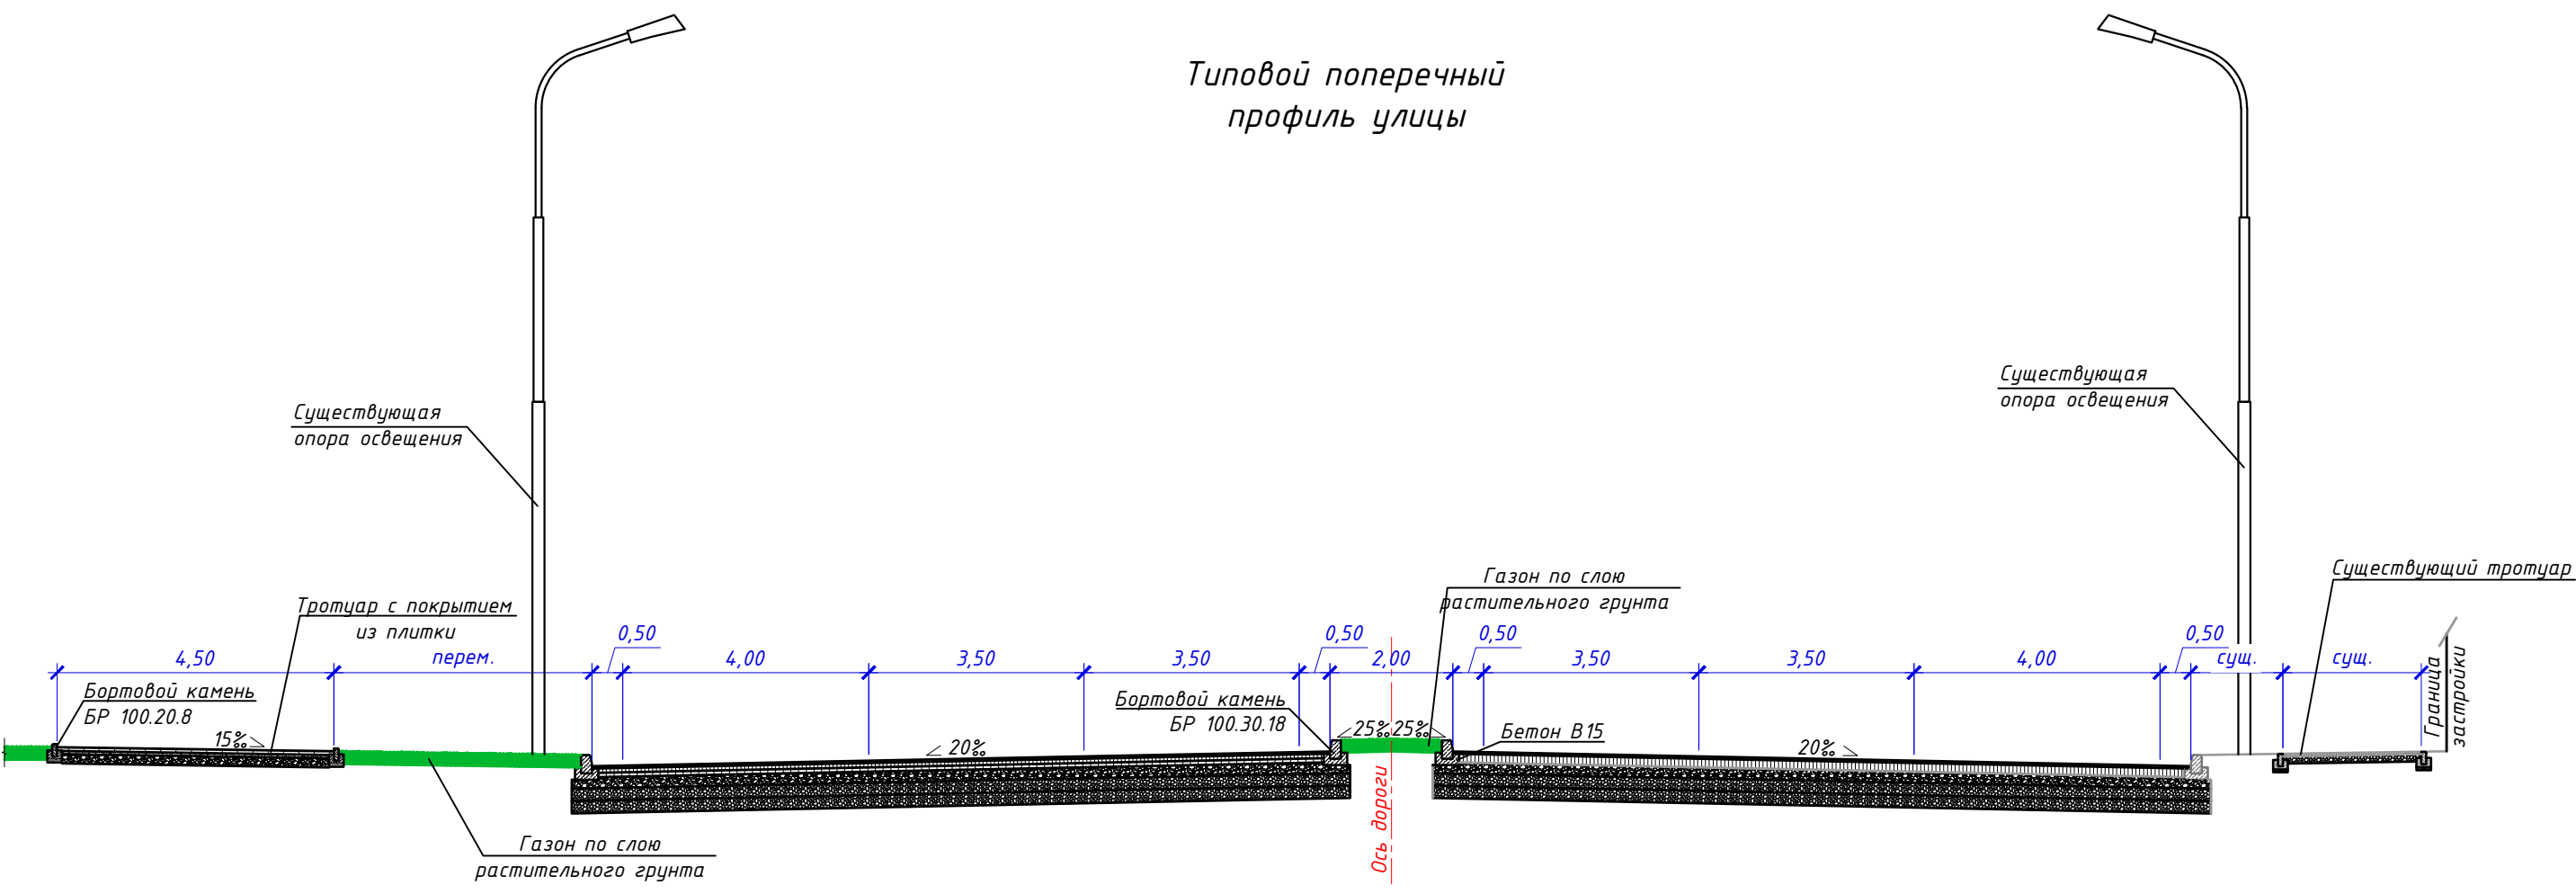 Типовой поперечный
профиль улицы
Существующая
опора освещения
Существующая
опора освещения
Существующий тротуар
Газон по слою
растительного грунта
Тротуар с покрытием
из плитки
4,50
перем.
0,50
4,00
3,50
3,50
0,50
2,00
0,50
3,50
3,50
4,00
0,50
сущ.
сущ.
Граница
застройки
Бортовой камень
БР 100.20.8
Бортовой камень
БР 100.30.18
Бетон В15
15‰
20‰
25‰
25‰
20‰
Ось дороги
Газон по слою
растительного грунта